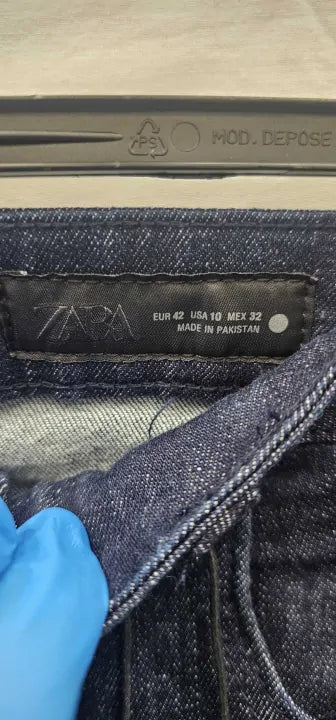 PS
MOD. DEPOSE
ZARA
EUR 42 USA 10 MEX 32
MADE IN PAKISTAN